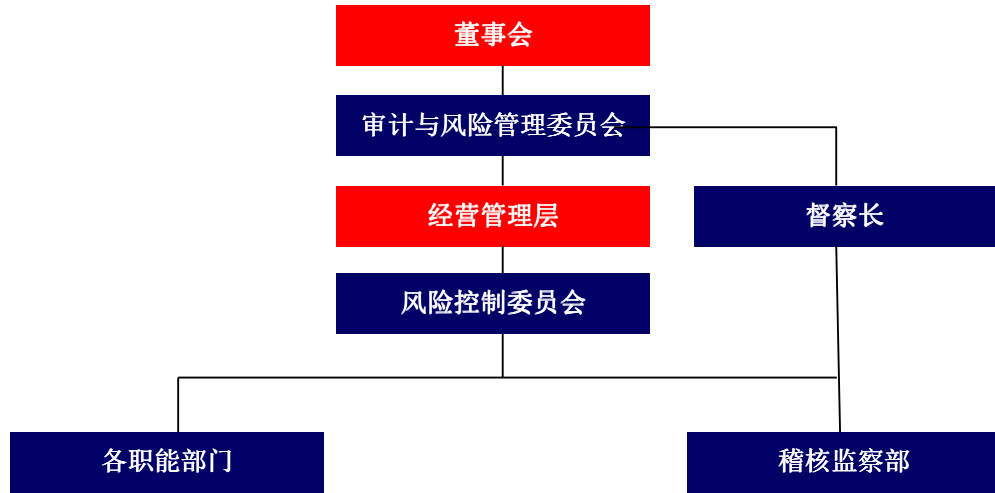 董事会
审计与风险管理委员会
经营管理层
督察长
风险控制委员会
各职能部门
稽核监察部